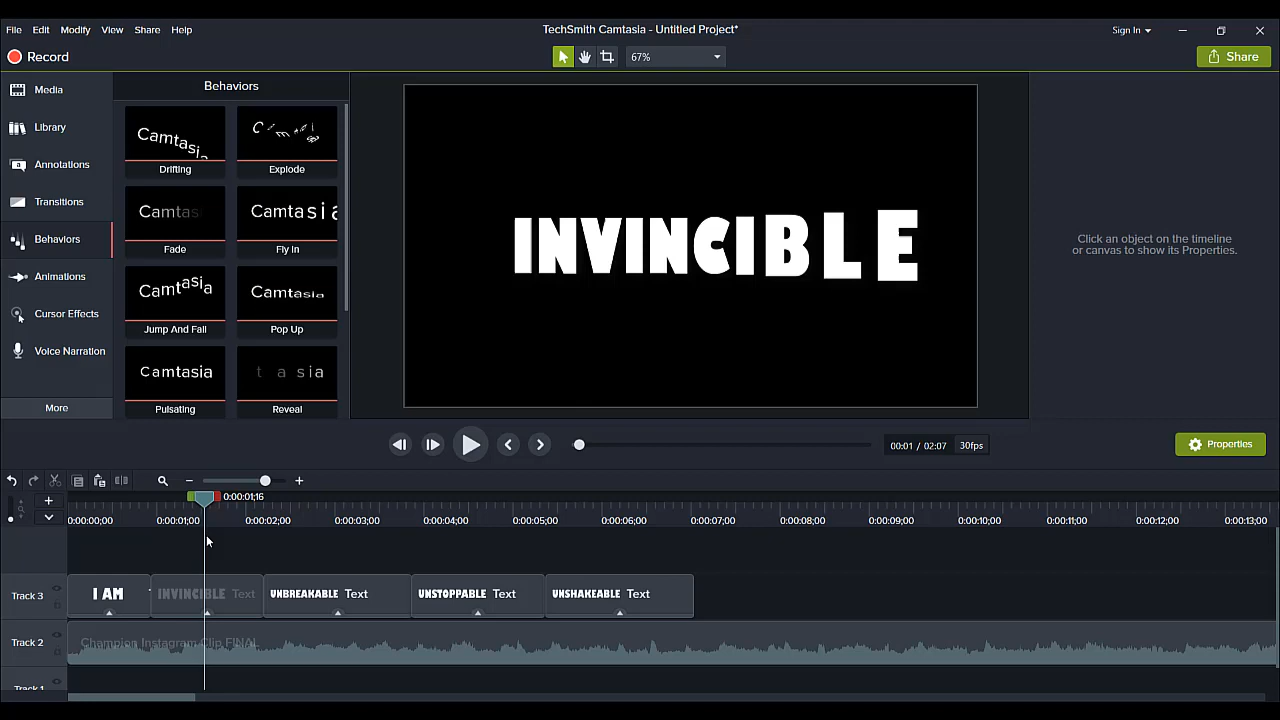 File Edit Modify View Share Help
TechSmith Camtasia - Untitled Project*
Sign In
Record
67%
Share
Media
Library
Annotations
Transitions
Behaviors
Animations
Cursor Effects
Voice Narration
More
Behaviors
Camtasia
Drifting
Camtasia
Explode
Camtas
Fade
Camtasia
Fly In
Camtasia
Jump And Fall
Camtasia
Pop Up
Camtasia
Pulsating
t a sia
Reveal
INVINCIBLE
Click an object on the timeline
or canvas to show its Properties.
00:01 / 02:07 30fps
Properties
0:00:01;16
0:00:00;00 0:00:01;00 0:00:02;00 0:00:03;00 0:00:04;00 0:00:05;00 0:00:06;00 0:00:07;00 0:00:08;00 0:00:09;00 0:00:10;00 0:00:11;00 0:00:12;00 0:00:13;00
Track 3
I AM
INVINCIBLE Text
UNBREAKABLE Text
UNSTOPPABLE Text
UNSHAKEABLE Text
Track 2
Champion Instagram Clip FINAL
Track 1